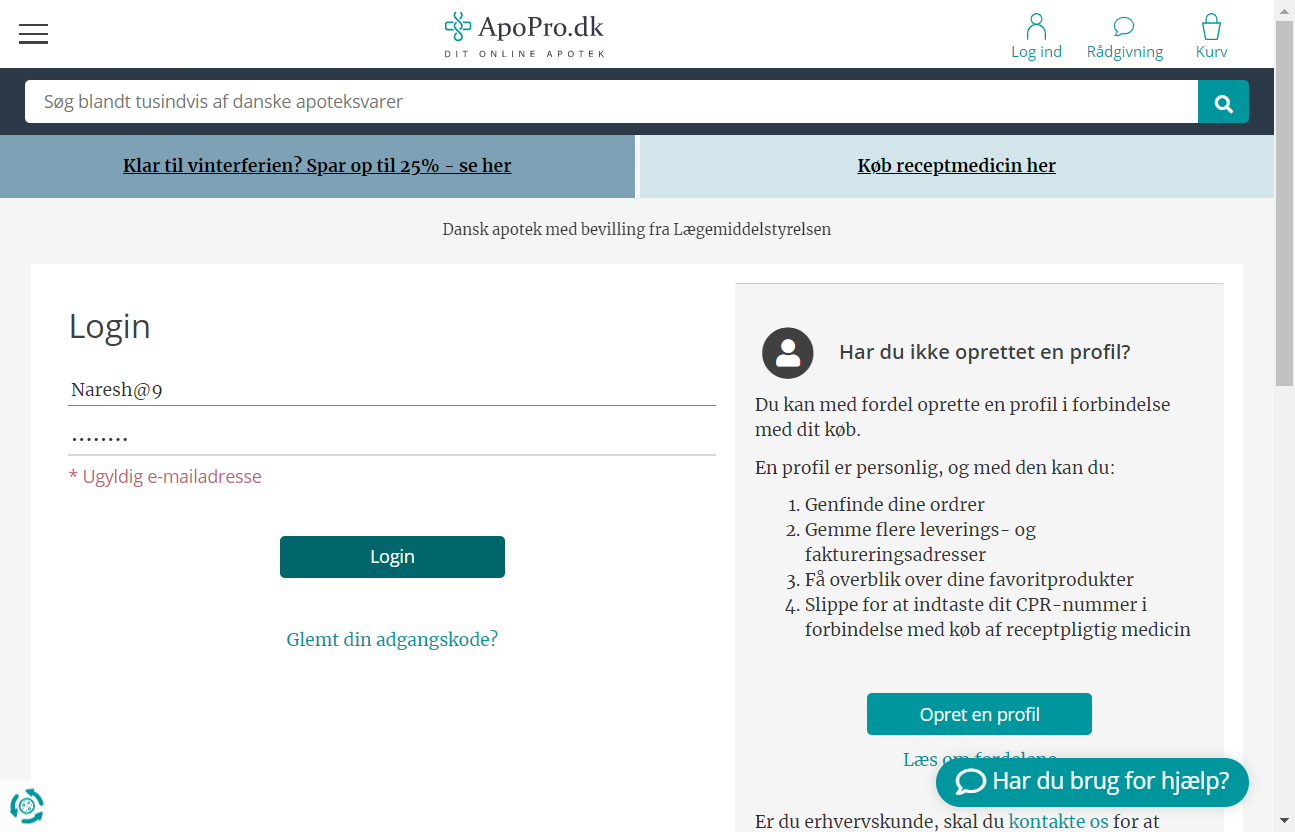 ApoPro.dk
DIT ONLINE APOTEK
Log ind
Rådgivning
Kurv
Søg blandt tusindvis af danske apoteksvarer
Klar til vinterferien? Spar op til 25% - se her
Køb receptmedicin her
Dansk apotek med bevilling fra Lægemiddelstyrelsen
Login
Naresh@9
* Ugyldig e-mailadresse
Login
Glemt din adgangskode?
Har du ikke oprettet en profil?
Du kan med fordel oprette en profil i forbindelse
med dit køb.
En profil er personlig, og med den kan du:
1. Genfinde dine ordrer
2. Gemme flere leverings- og
faktureringsadresser
3. Få overblik over dine favoritprodukter
4. Slippe for at indtaste dit CPR-nummer i
forbindelse med køb af receptpligtig medicin
Opret en profil
Læs om fordelene
Har du brug for hjælp?
Er du erhvervskunde, skal du kontakte os for at